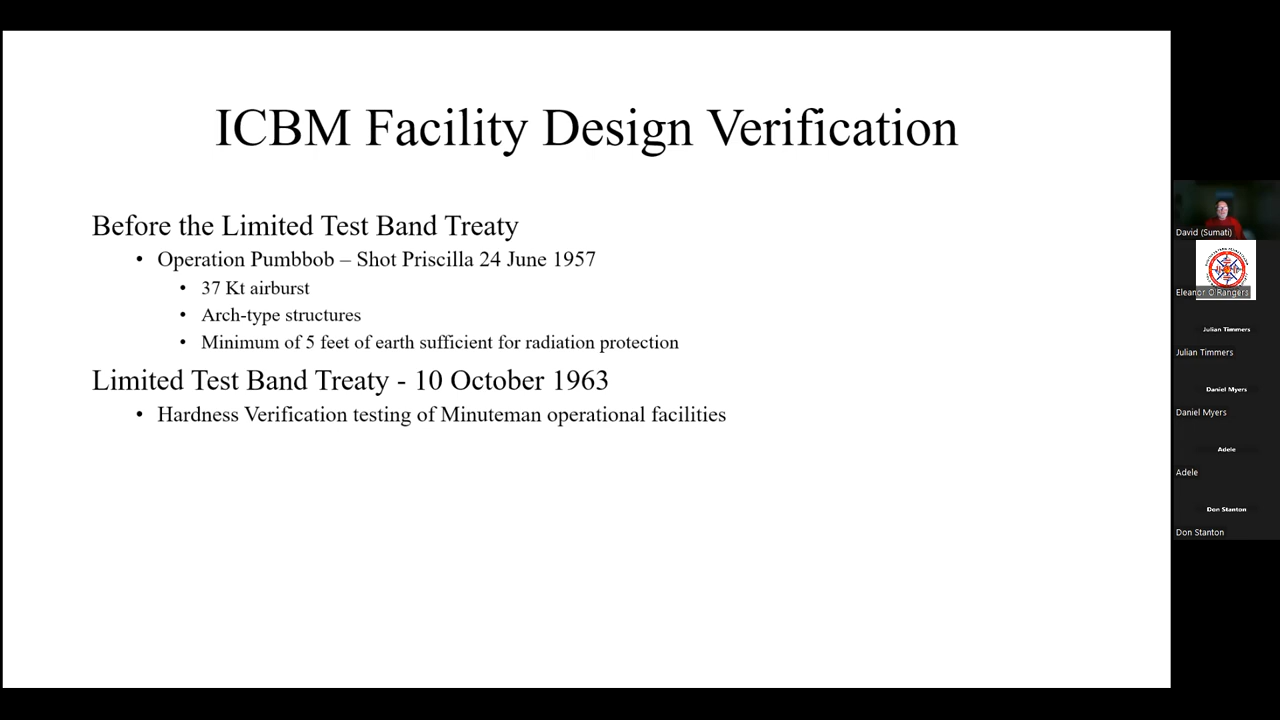 ICBM Facility Design Verification
Before the Limited Test Band Treaty
• Operation Pumbbob – Shot Priscilla 24 June 1957
• 37 Kt airburst
• Arch-type structures
• Minimum of 5 feet of earth sufficient for radiation protection
Limited Test Band Treaty - 10 October 1963
• Hardness Verification testing of Minuteman operational facilities
David (Sumati)
Eleanor O'Rangers
Julian Timmers
Julian Timmers
Daniel Myers
Daniel Myers
Adele
Adele
Don Stanton
Don Stanton